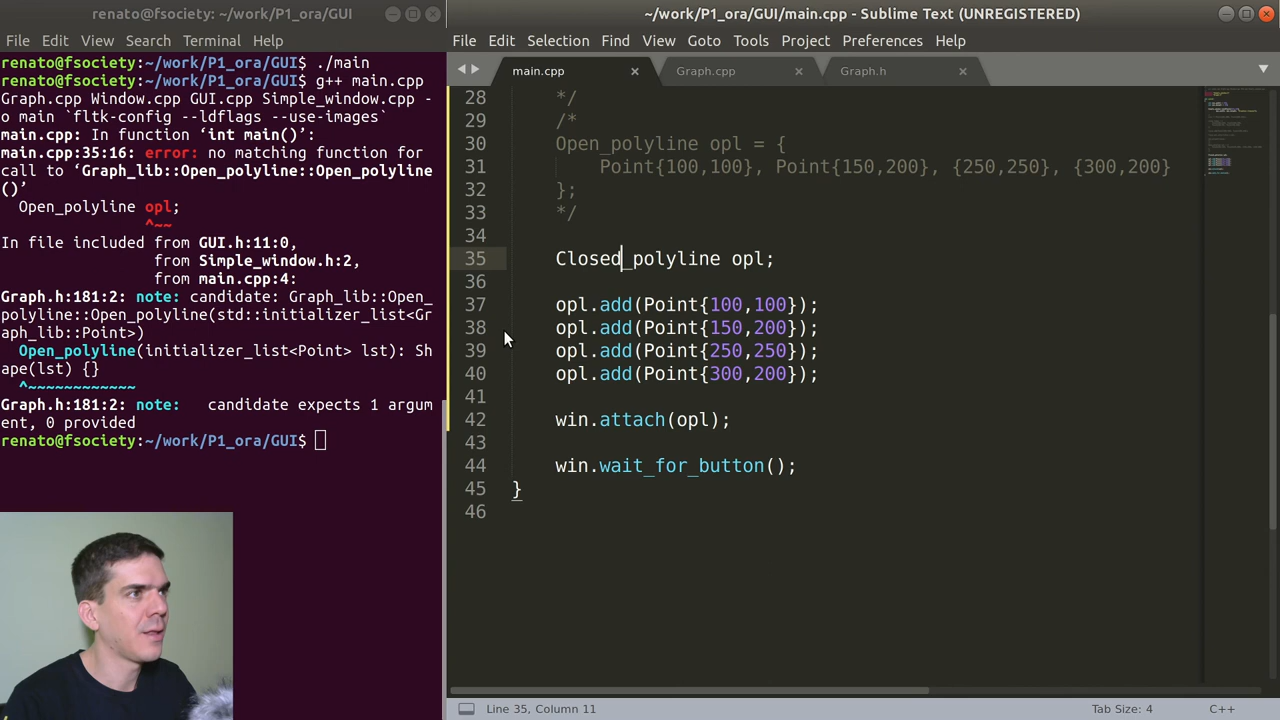 renato@fsociety: ~/work/P1_ora/GUI
File Edit View Search Terminal Help
renato@fsociety:~/work/P1_ora/GUI$ ./main
renato@fsociety:~/work/P1_ora/GUI$ g++ main.cpp
Graph.cpp Window.cpp GUI.cpp Simple_window.cpp -
o main `fltk-config --ldflags --use-images`
main.cpp: In function ‘int main()’:
main.cpp:35:16: error: no matching function for
call to ‘Graph_lib::Open_polyline::Open_polyline
()’
Open_polyline opl;
^~~
In file included from GUI.h:11:0,
from Simple_window.h:2,
from main.cpp:4:
Graph.h:181:2: note: candidate: Graph_lib::Open_
polyline::Open_polyline(std::initializer_list<Gr
aph_lib::Point>)
Open_polyline(initializer_list<Point> lst): Sh
ape(lst) {}
^~~~~~~~~~~~~
Graph.h:181:2: note:   candidate expects 1 argum
ent, 0 provided
renato@fsociety:~/work/P1_ora/GUI$
~/work/P1_ora/GUI/main.cpp - Sublime Text (UNREGISTERED)
File Edit Selection Find View Goto Tools Project Preferences Help
main.cpp Graph.cpp Graph.h
28 */
29 /*
30 Open_polyline opl = {
31 Point{100,100}, Point{150,200}, {250,250}, {300,200}
32 };
33 */
34
35 Closed_polyline opl;
36
37 opl.add(Point{100,100});
38 opl.add(Point{150,200});
39 opl.add(Point{250,250});
40 opl.add(Point{300,200});
41
42 win.attach(opl);
43
44 win.wait_for_button();
45 }
46
Line 35, Column 11
Tab Size: 4
C++